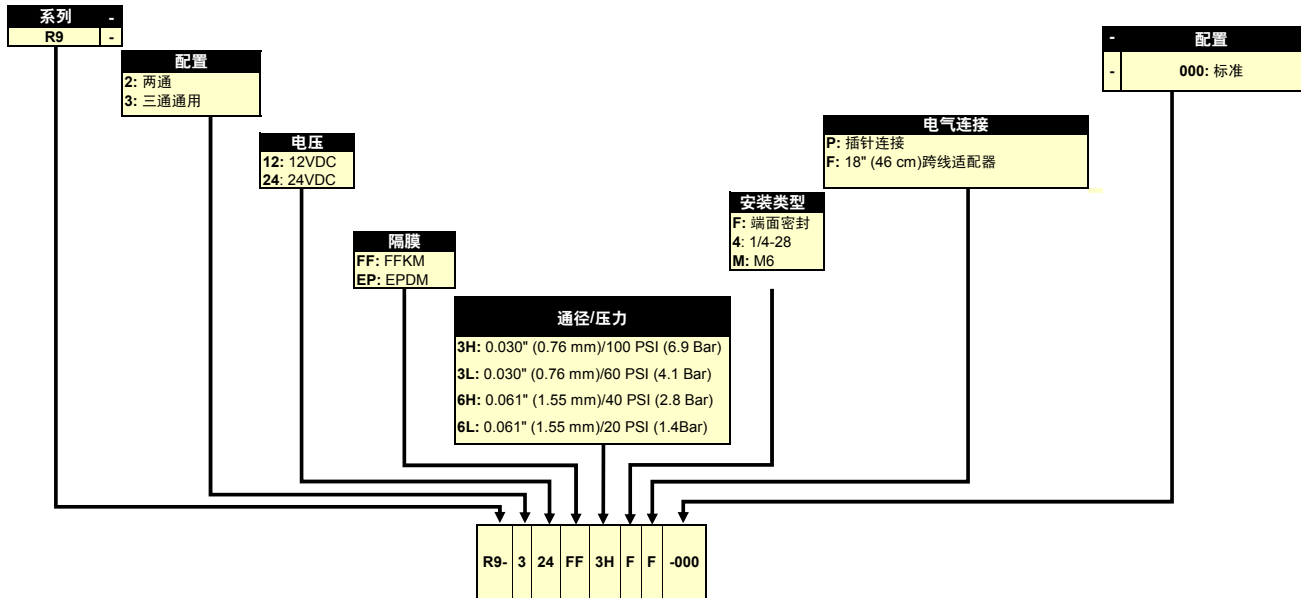 系列 -
R9 -
配置
2: 两通
3: 三通通用
电压
12: 12VDC
24: 24VDC
隔膜
FF: FFKM
EP: EPDM
通径/压力
3H: 0.030" (0.76 mm)/100 PSI (6.9 Bar)
3L: 0.030" (0.76 mm)/60 PSI (4.1 Bar)
6H: 0.061" (1.55 mm)/40 PSI (2.8 Bar)
6L: 0.061" (1.55 mm)/20 PSI (1.4Bar)
安装类型
F: 端面密封
4: 1/4-28
M: M6
电气连接
P: 插针连接
F: 18" (46 cm)跨线适配器
- 配置
- 000: 标准
R9- 3 24 FF 3H F F -000